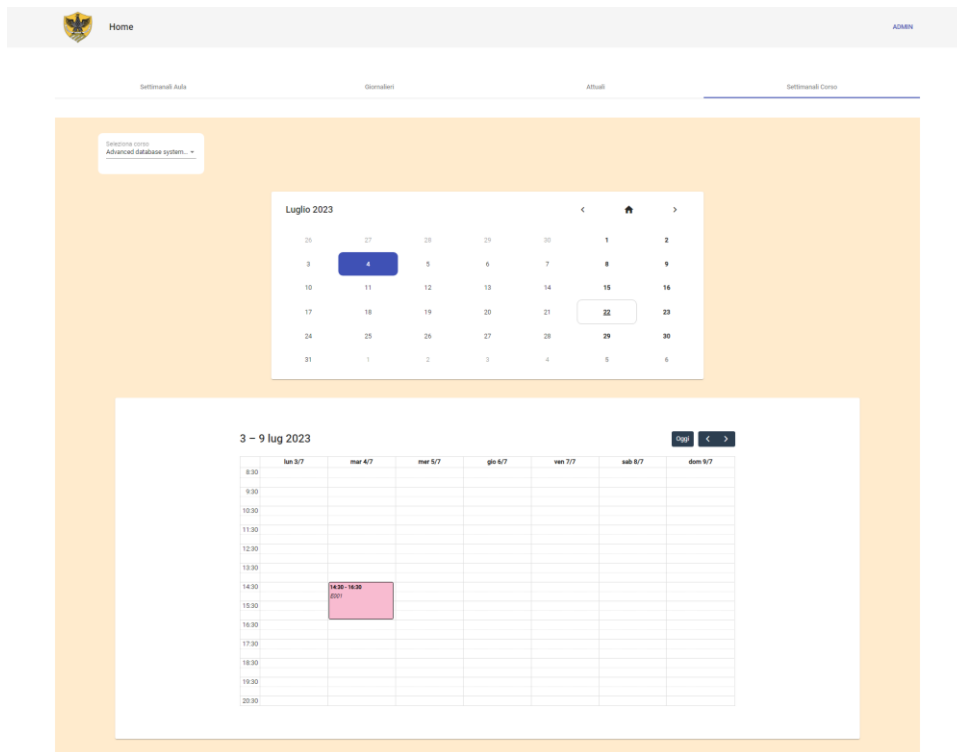 Home
ADMIN
Settimanali Aula Giornalieri Attuali Settimanali Corso
Seleziona corso
Advanced database system...
Luglio 2023
26 27 28 29 30 1 2
3 4 5 6 7 8 9
10 11 12 13 14 15 16
17 18 19 20 21 22 23
24 25 26 27 28 29 30
31 1 2 3 4 5 6
3 – 9 lug 2023
Oggi
lun 3/7 mar 4/7 mer 5/7 gio 6/7 ven 7/7 sab 8/7 dom 9/7
8:30
9:30
10:30
11:30
12:30
13:30
14:30 14:30 - 16:30
15:30
16:30
17:30
18:30
19:30
20:30